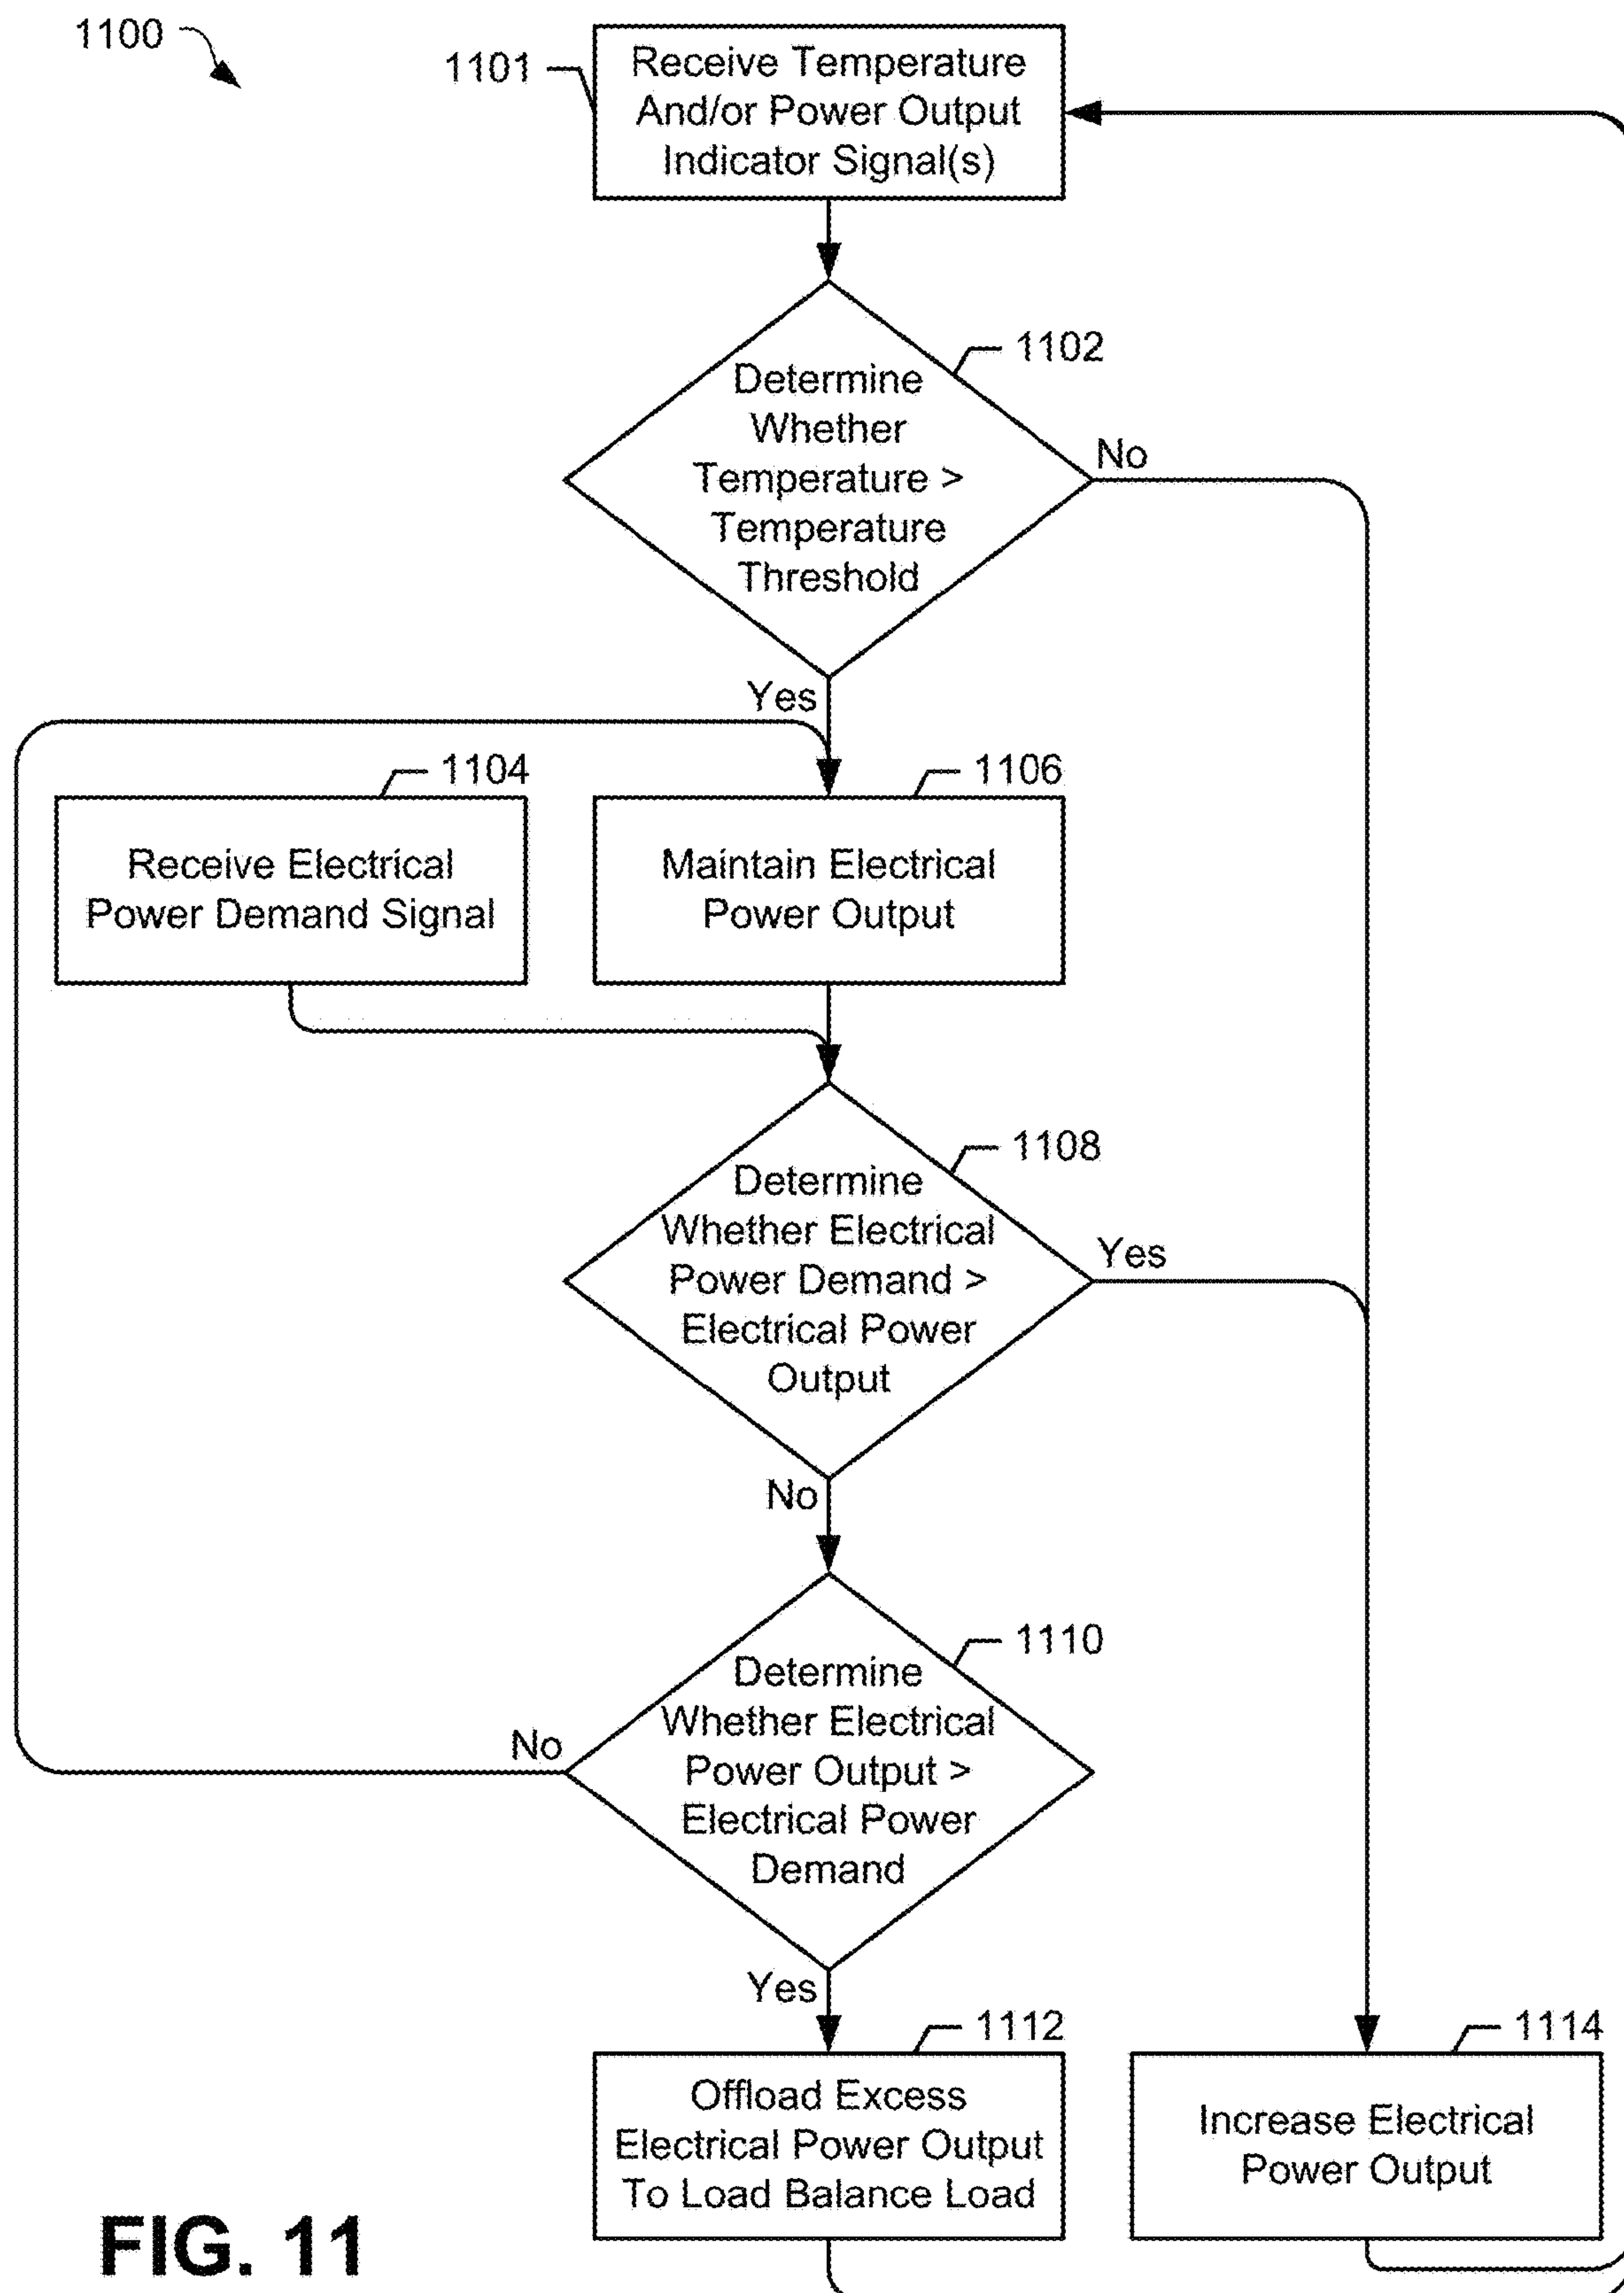 1100
1101
Receive Temperature
And/or Power Output
Indicator Signal(s)
1102
Determine
Whether
Temperature >
Temperature
Threshold
No
Yes
1104
Receive Electrical
Power Demand Signal
1106
Maintain Electrical
Power Output
1108
Determine
Whether Electrical
Power Demand >
Electrical Power
Output
Yes
No
1110
Determine
Whether Electrical
Power Output >
Electrical Power
Demand
No
Yes
1112
Offload Excess
Electrical Power Output
To Load Balance Load
1114
Increase Electrical
Power Output
FIG. 11